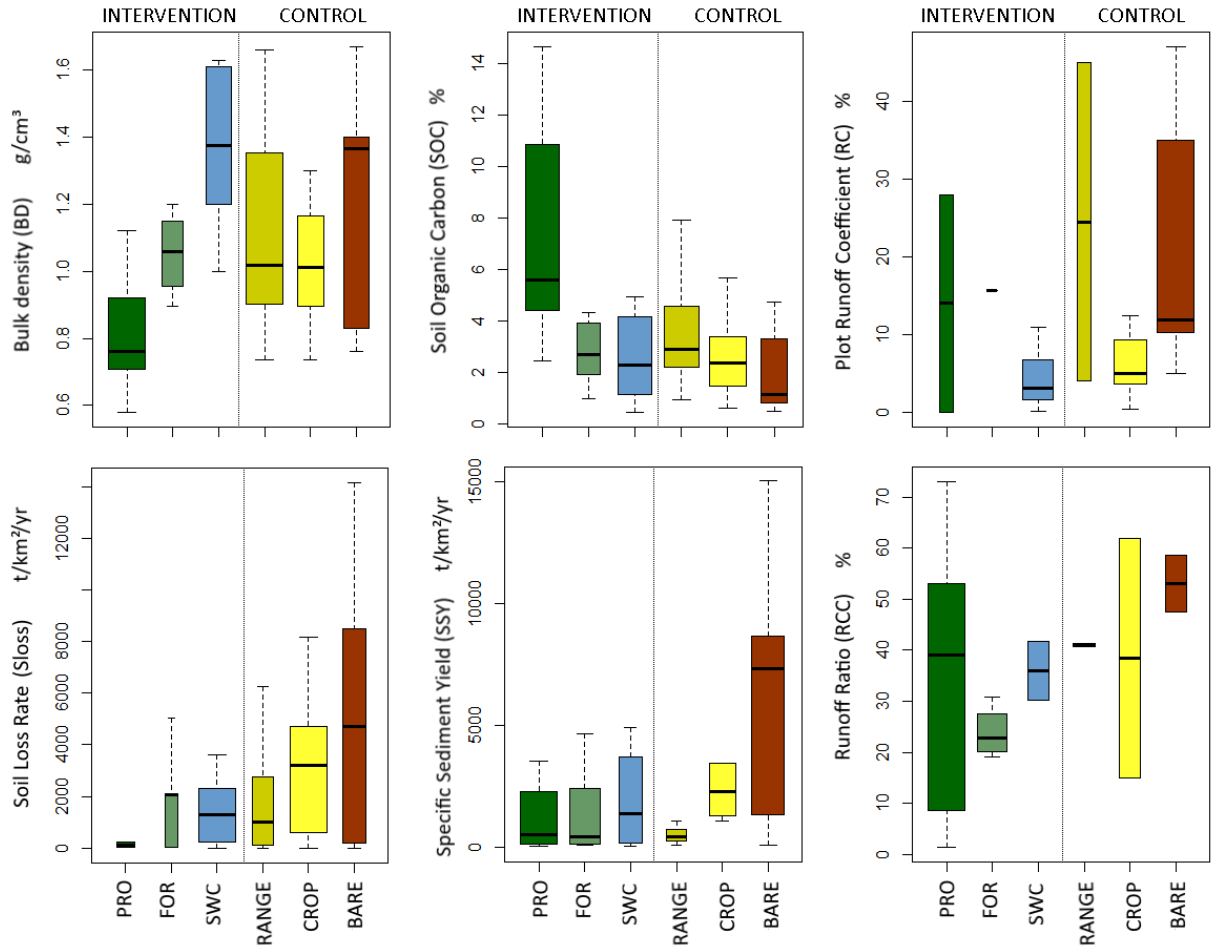 INTERVENTION CONTROL
INTERVENTION CONTROL
INTERVENTION CONTROL
Bulk density (BD) g/cm³
0.6 0.8 1.0 1.2 1.4 1.6
Soil Organic Carbon (SOC) %
0 2 4 6 8 10 12 14
Plot Runoff Coefficient (RC) %
0 10 20 30 40
Soil Loss Rate (Sloss) t/km²/yr
0 2000 4000 6000 8000 12000
PRO FOR SWC RANGE CROP BARE
Specific Sediment Yield (SSY) t/km²/yr
0 5000 10000 15000
PRO FOR SWC RANGE CROP BARE
Runoff Ratio (RCC) %
0 10 20 30 40 50 60 70
PRO FOR SWC RANGE CROP BARE